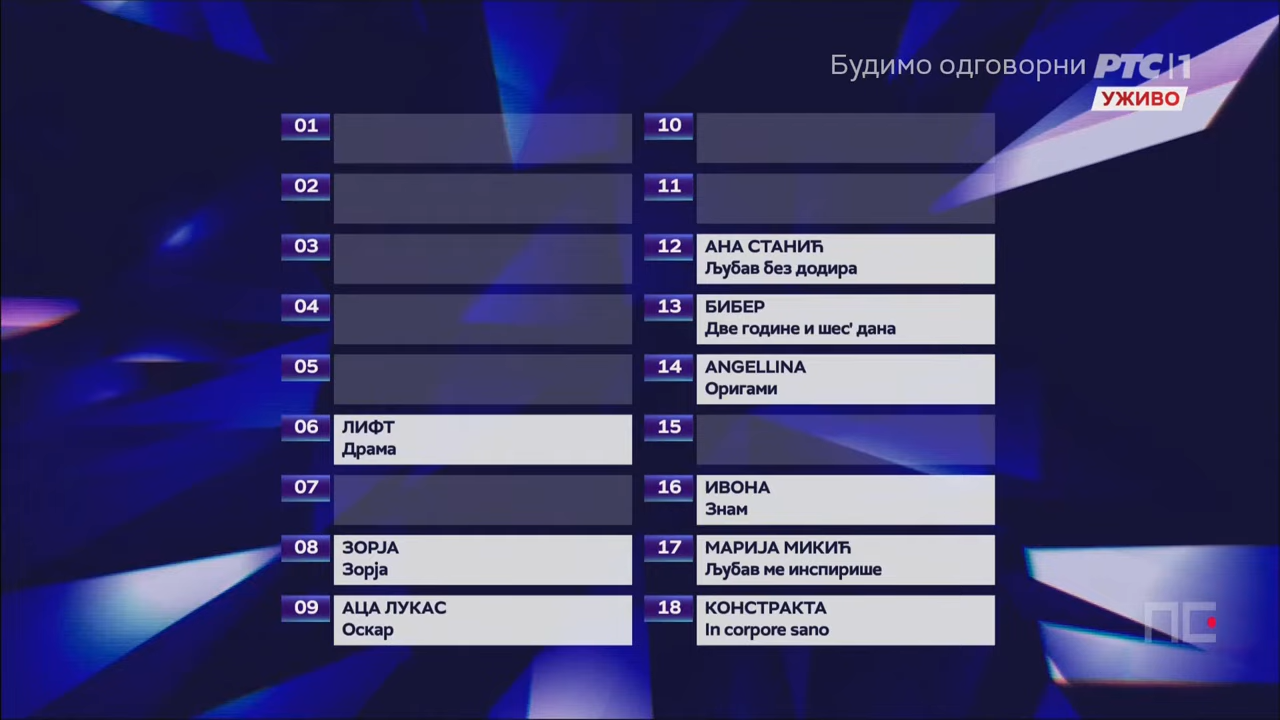 Будимо одговорни РТС|1
УЖИВО
01
02
03
04
05
06
ЛИФТ
Драма
07
08
ЗОРЈА
Зорја
09
АЦА ЛУКАС
Оскар
10
11
12
АНА СТАНИЋ
Љубав без додира
13
БИБЕР
Две године и шес' дана
14
ANGELLINA
Оригами
15
16
ИВОНА
Знам
17
МАРИЈА МИКИЋ
Љубав ме инспирише
18
КОНСТРАКТА
In corpore sano
ПС